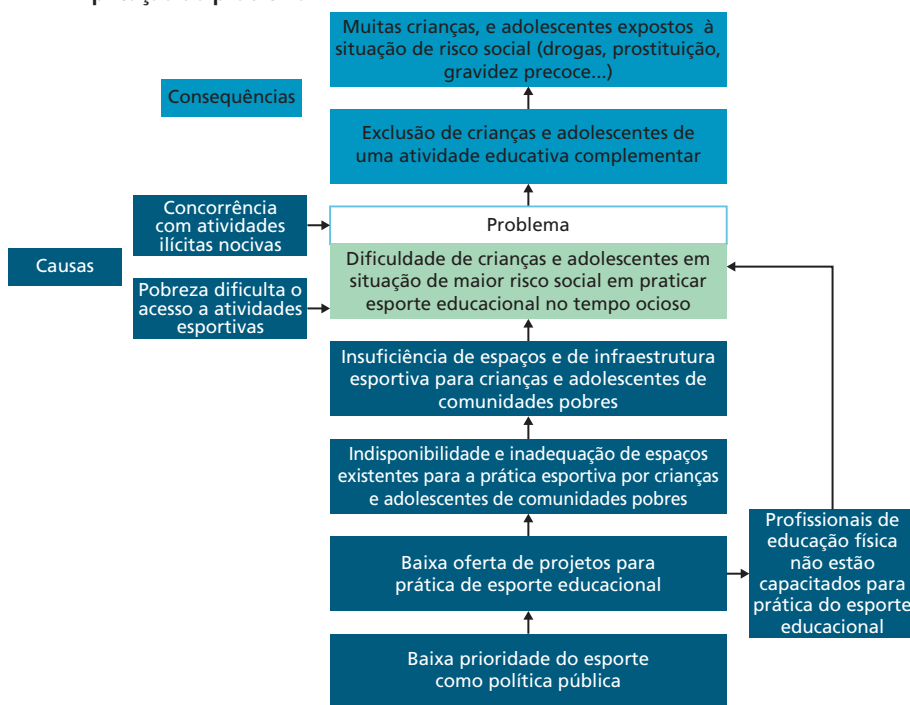 Muitas crianças, e adolescentes expostos à
situação de risco social (drogas, prostituição,
gravidez precoce...)
Consequências
Exclusão de crianças e adolescentes de
uma atividade educativa complementar
Concorrência
com atividades
ilícitas nocivas
Problema
Causas
Dificuldade de crianças e adolescentes em
situação de maior risco social em praticar
esporte educacional no tempo ocioso
Pobreza dificulta o
acesso a atividades
esportivas
Insuficiência de espaços e de infraestrutura
esportiva para crianças e adolescentes de
comunidades pobres
Indisponibilidade e inadequação de espaços
existentes para a prática esportiva por crianças
e adolescentes de comunidades pobres
Profissionais de
educação física
não estão
capacitados para
prática do esporte
educacional
Baixa oferta de projetos para
prática de esporte educacional
Baixa prioridade do esporte
como política pública